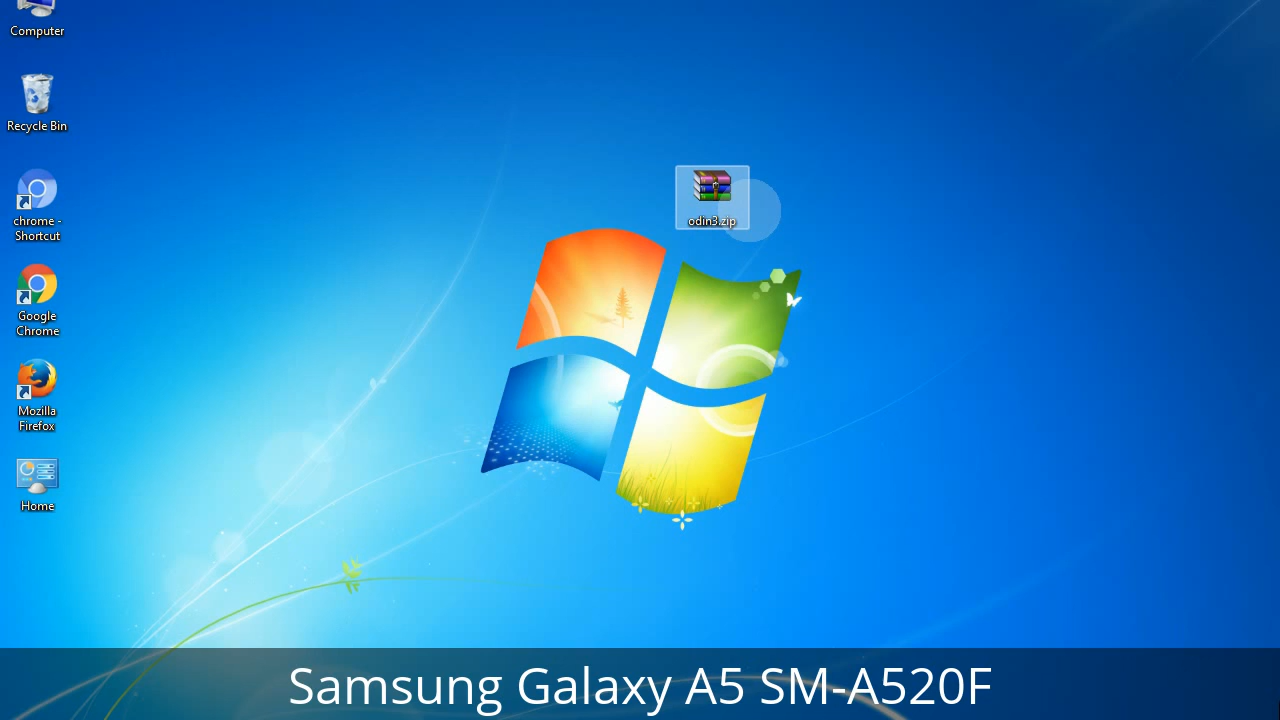 Computer
Recycle Bin
chrome -
Shortcut
Google
Chrome
Mozilla
Firefox
Home
odin3.zip
Samsung Galaxy A5 SM-A520F